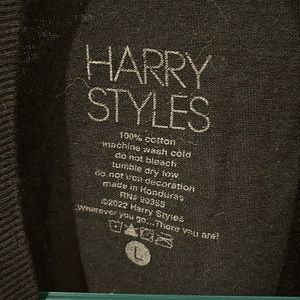 HARRY
STYLES
100% cotton
machine wash cold
do not bleach
tumble dry low
do not iron decoration
made in Honduras
RN# 99355
©2022 Harry Styles
Wherever you go...There you are!
L